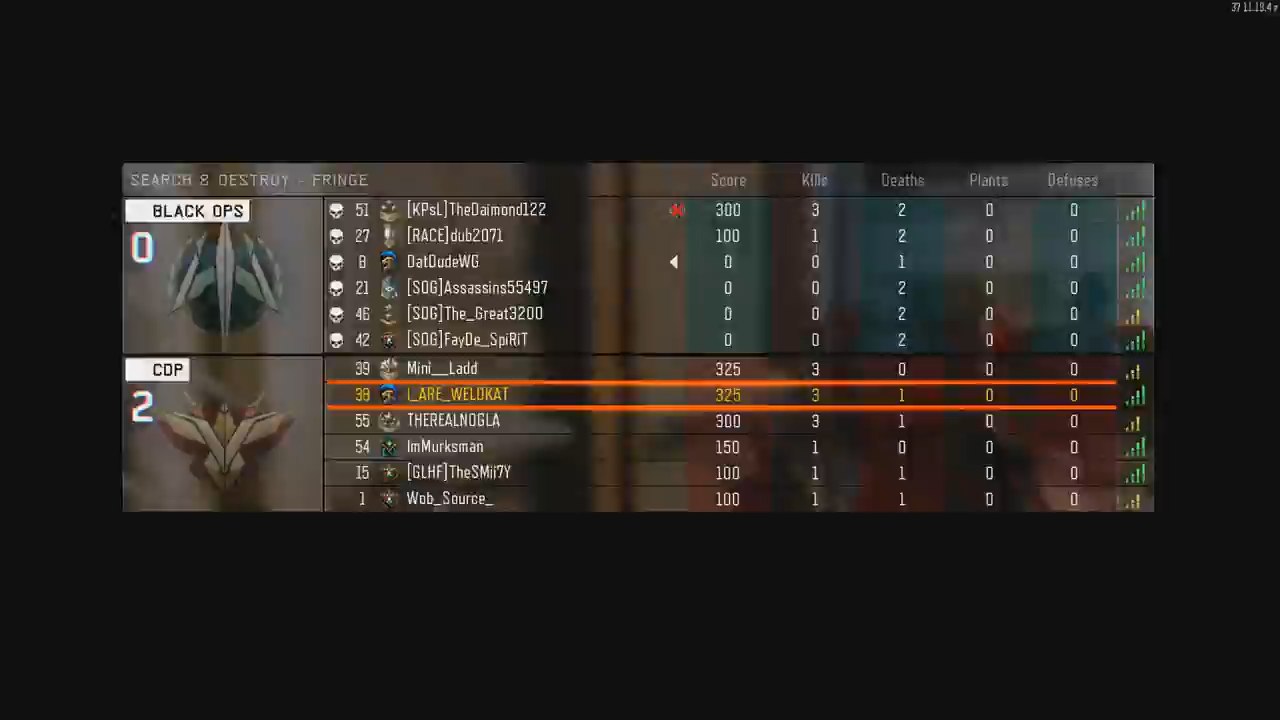 37 11.19.4
SEARCH & DESTROY - FRINGE Score Kills Deaths Plants Defuses
BLACK OPS
0
51 [KPsL]TheDaimond122 300 3 2 0 0
27 [RACE]dub2071 100 1 2 0 0
8 DatDudeWG 0 0 1 0 0
21 [SOG]Assassins55497 0 0 2 0 0
46 [SOG]The_Great3200 0 0 2 0 0
42 [SOG]FayDe_SpiRiT 0 0 2 0 0
CDP
2
39 Mini__Ladd 325 3 0 0 0
38 I_ARE_WELDKAT 325 3 1 0 0
55 THEREALNOGLA 300 3 1 0 0
54 ImMurksman 150 1 0 0 0
15 [GLHF]TheSMii7Y 100 1 1 0 0
1 Wob_Source_ 100 1 1 0 0